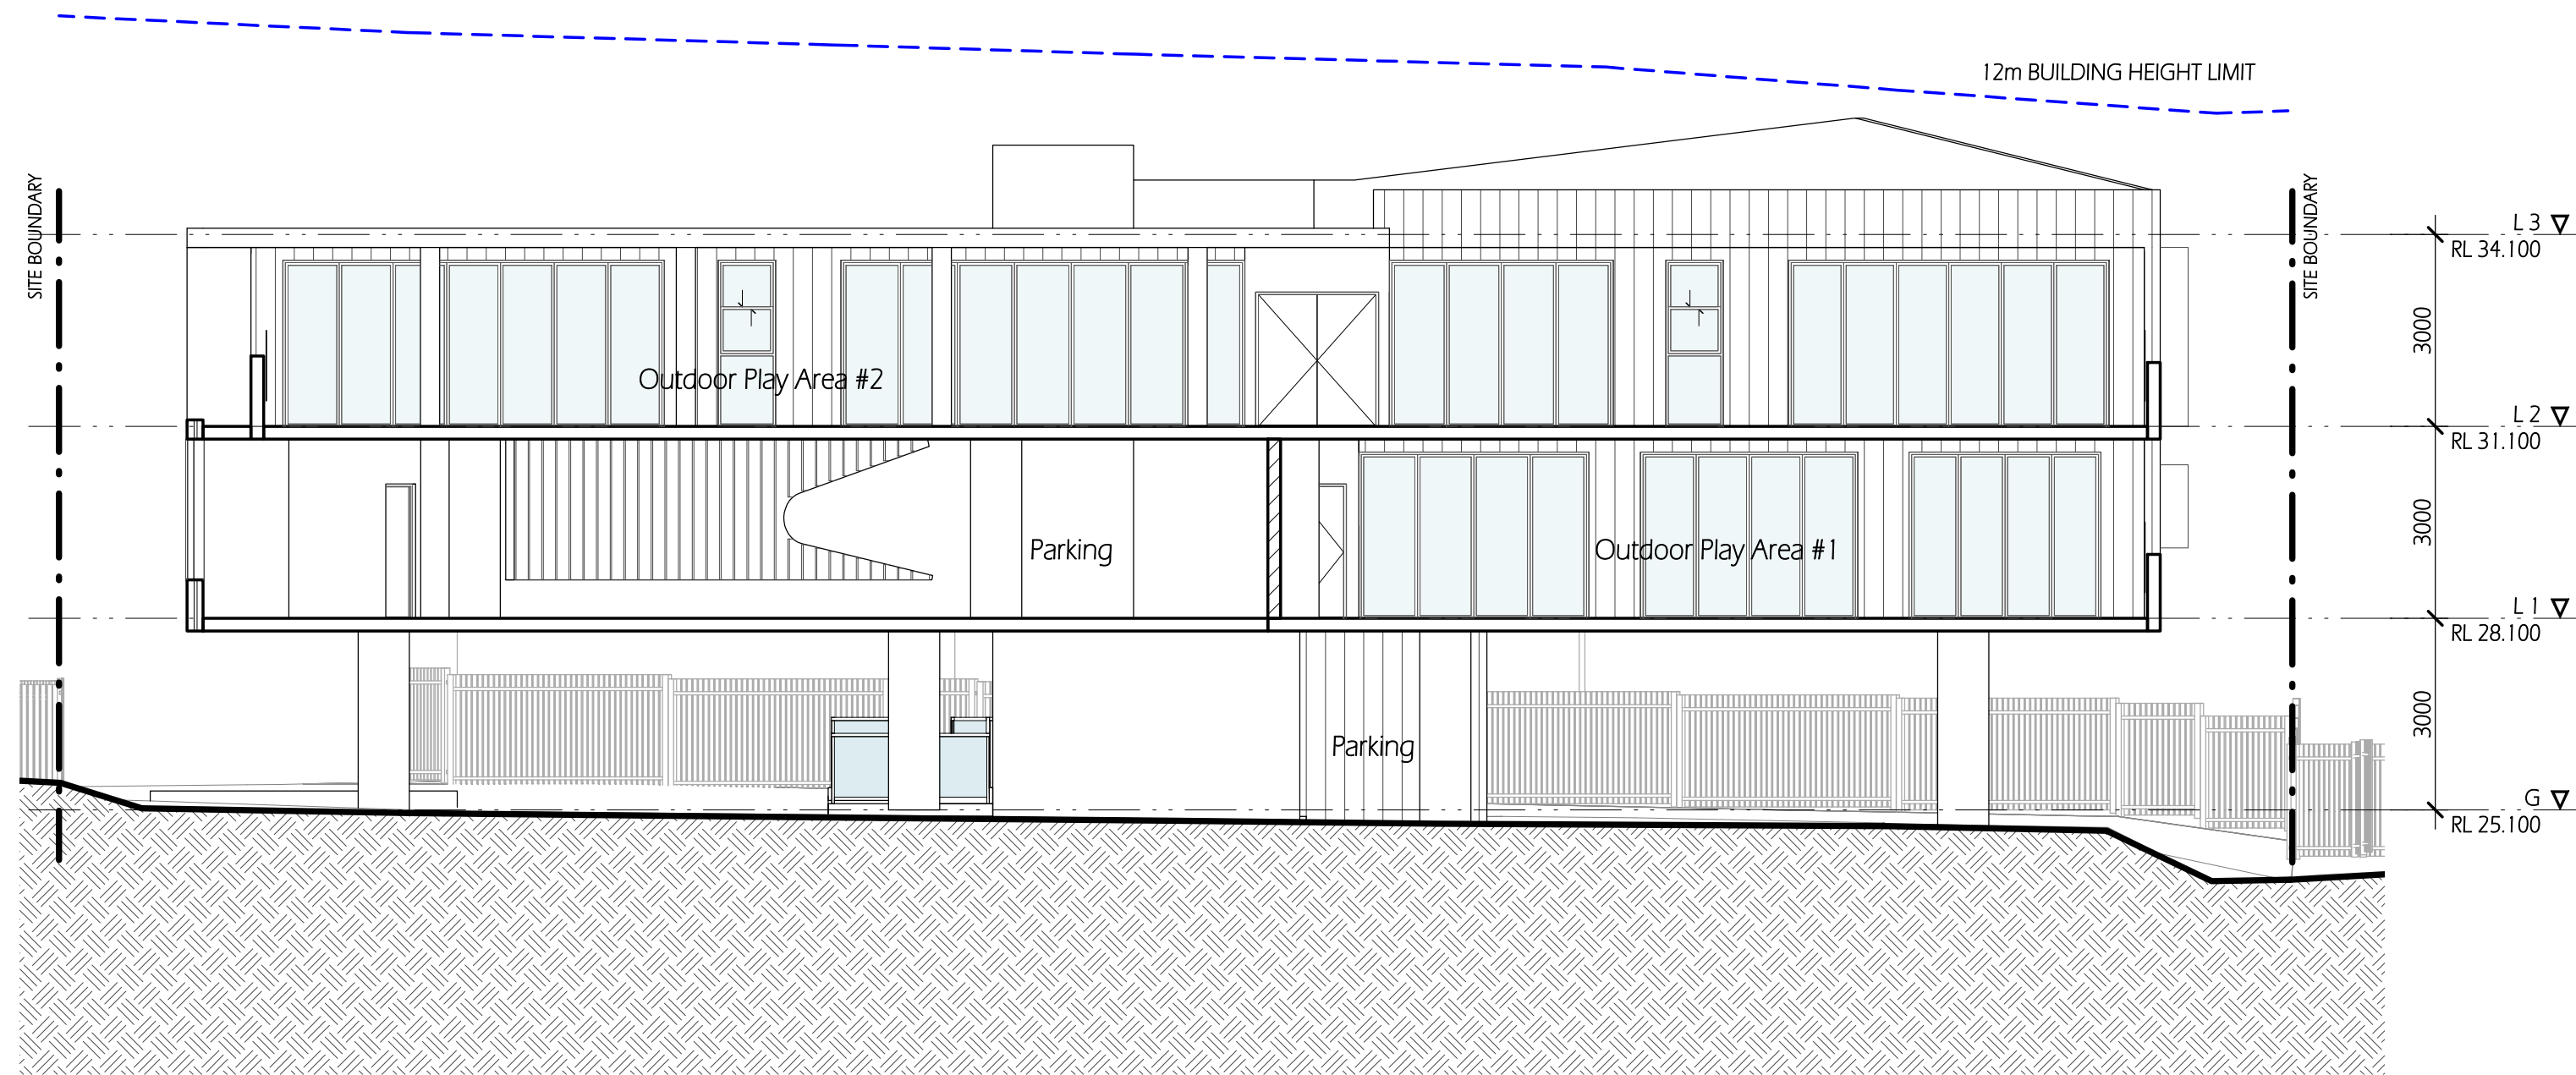 12m BUILDING HEIGHT LIMIT
SITE BOUNDARY
SITE BOUNDARY
L 3
RL 34.100
3000
Outdoor Play Area #2
L 2
RL 31.100
3000
Parking
Outdoor Play Area #1
L 1
RL 28.100
3000
Parking
G
RL 25.100